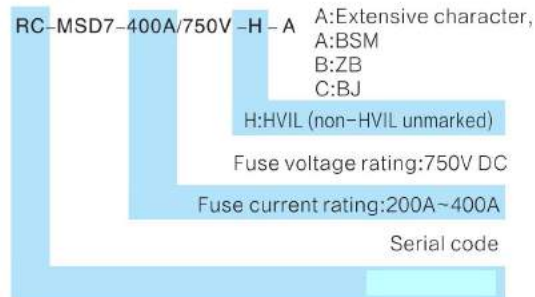 RC-MSD7-400A/750V-H-A
A:Extensive character,
A:BSM
B:ZB
C:BJ
H:HVIL (non-HVIL unmarked)
Fuse voltage rating:750V DC
Fuse current rating:200A~400A
Serial code